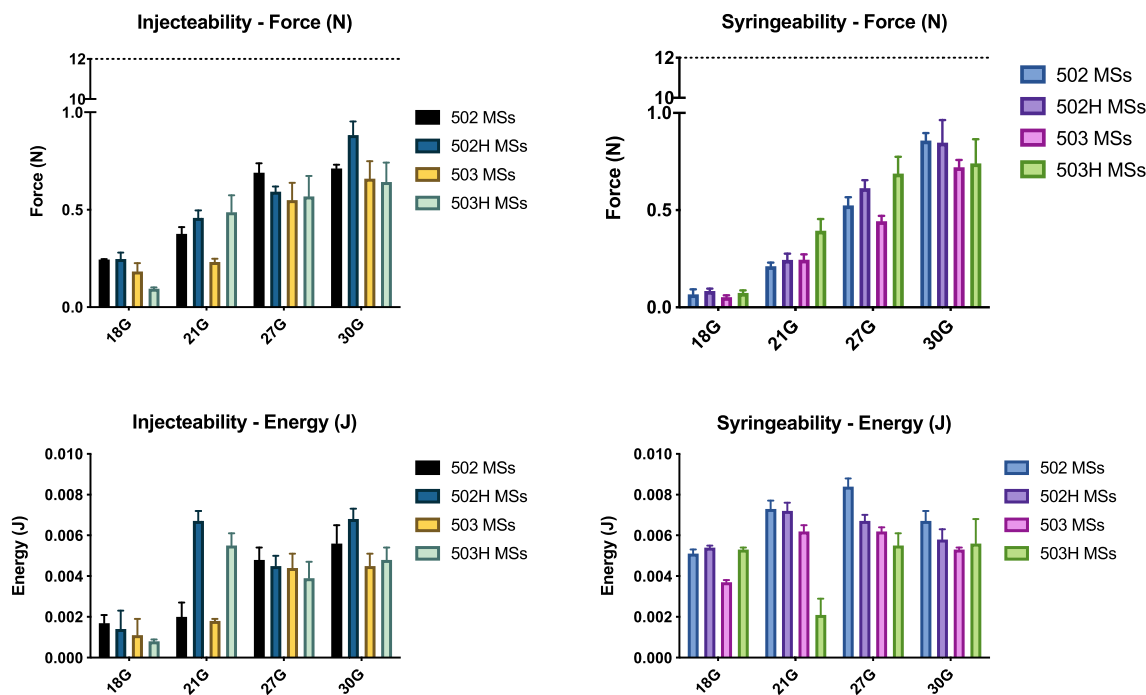 Injecteability - Force (N)
12
10
1.0
0.5
0.0
Force (N)
18G
21G
27G
30G
502 MSs
502H MSs
503 MSs
503H MSs
Syringeability - Force (N)
12
10
1.0
0.5
0.0
Force (N)
18G
21G
27G
30G
502 MSs
502H MSs
503 MSs
503H MSs
Injecteability - Energy (J)
0.010
0.008
0.006
0.004
0.002
0.000
Energy (J)
18G
21G
27G
30G
502 MSs
502H MSs
503 MSs
503H MSs
Syringeability - Energy (J)
0.010
0.008
0.006
0.004
0.002
0.000
Energy (J)
18G
21G
27G
30G
502 MSs
502H MSs
503 MSs
503H MSs